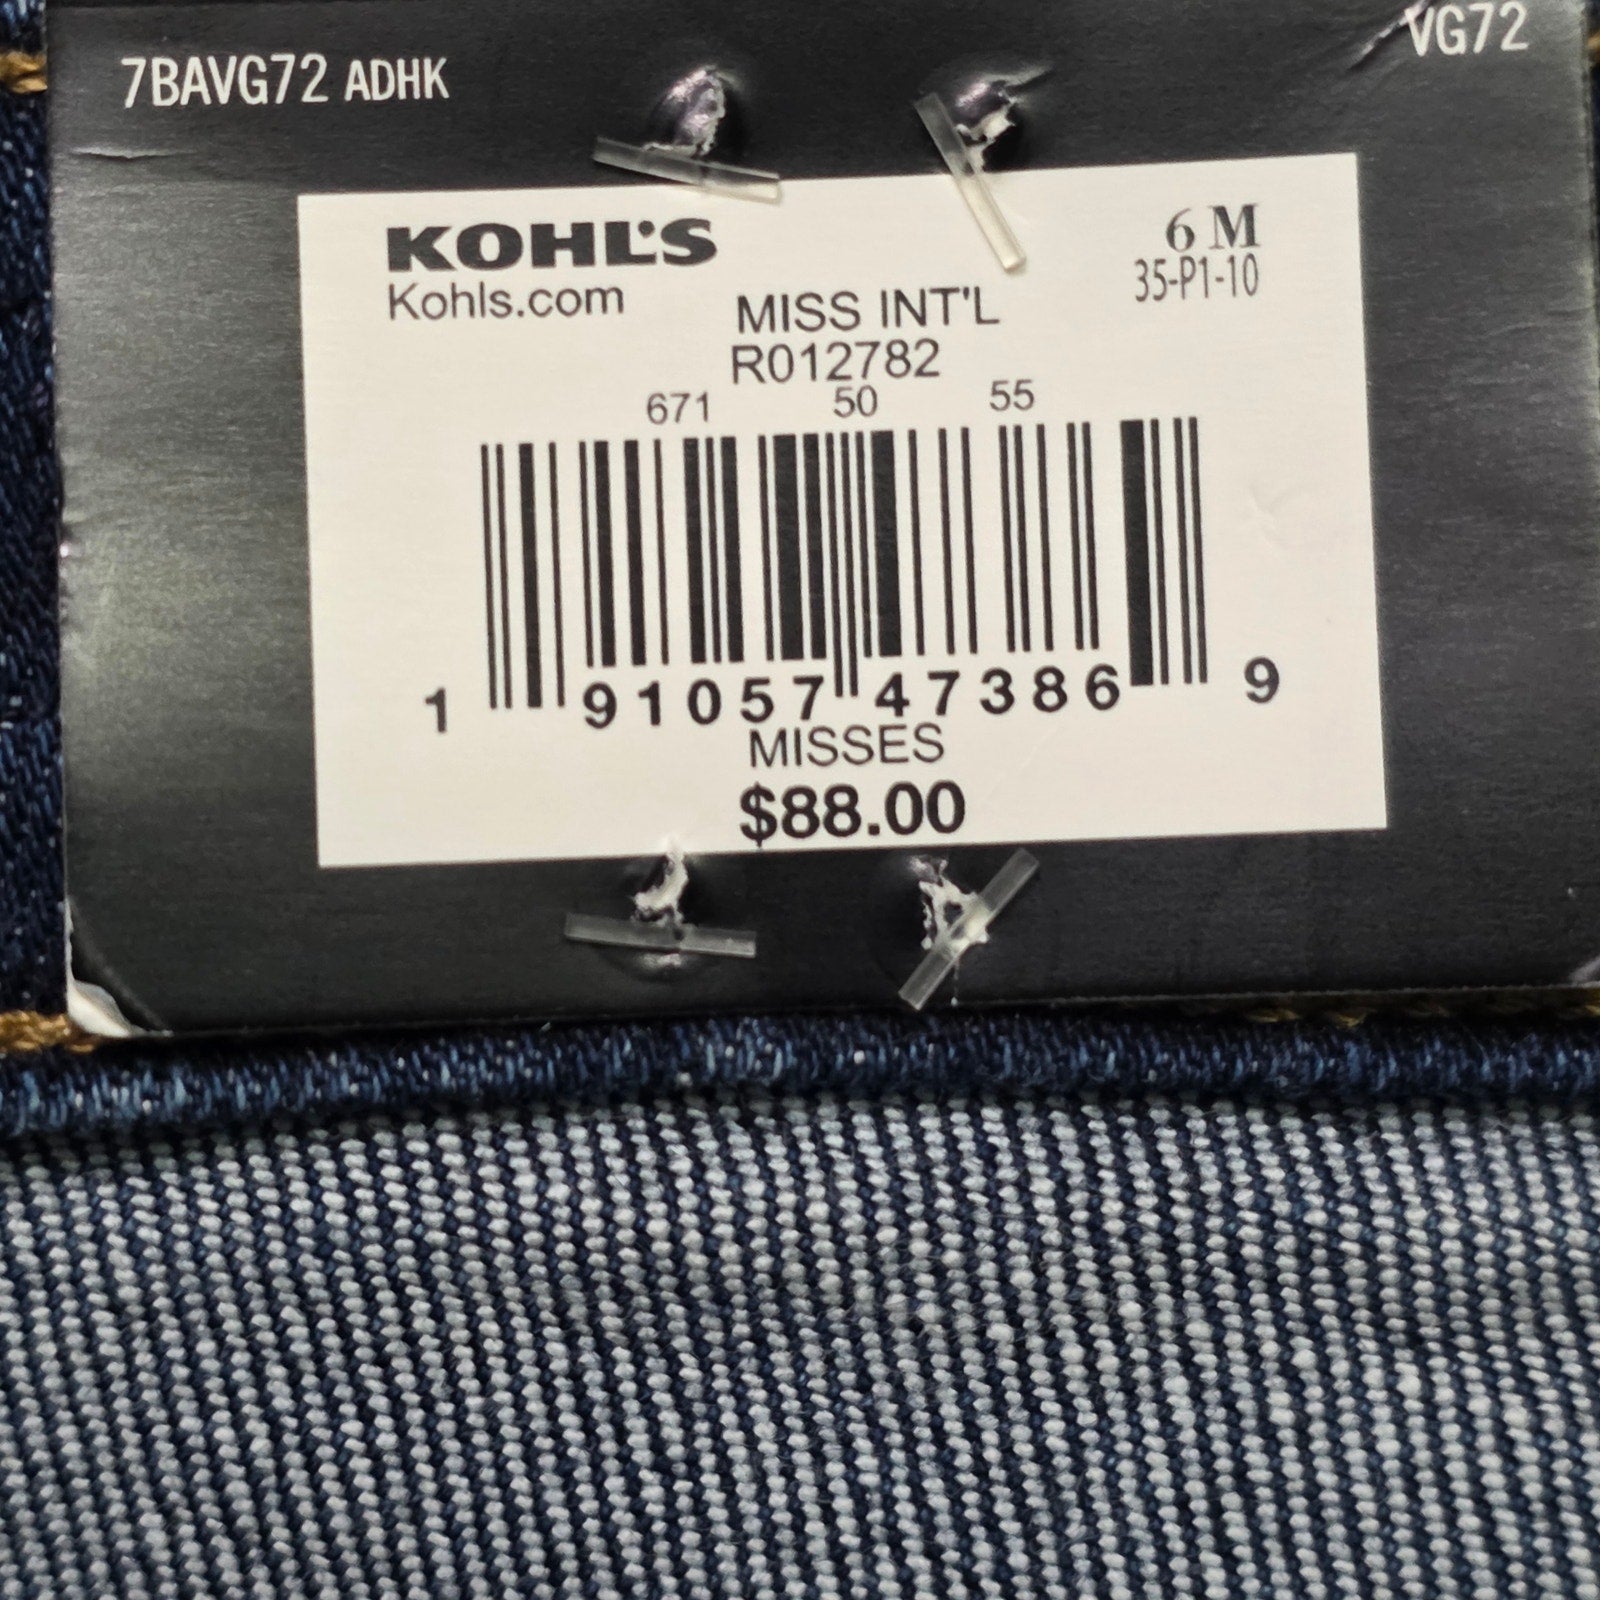 7BAVG72 ADHK
VG72
KOHL'S
Kohls.com
6 M
35-P1-10
MISS INT'L
R012782
671 50 55
1 91057 47386 9
MISSES
$88.00